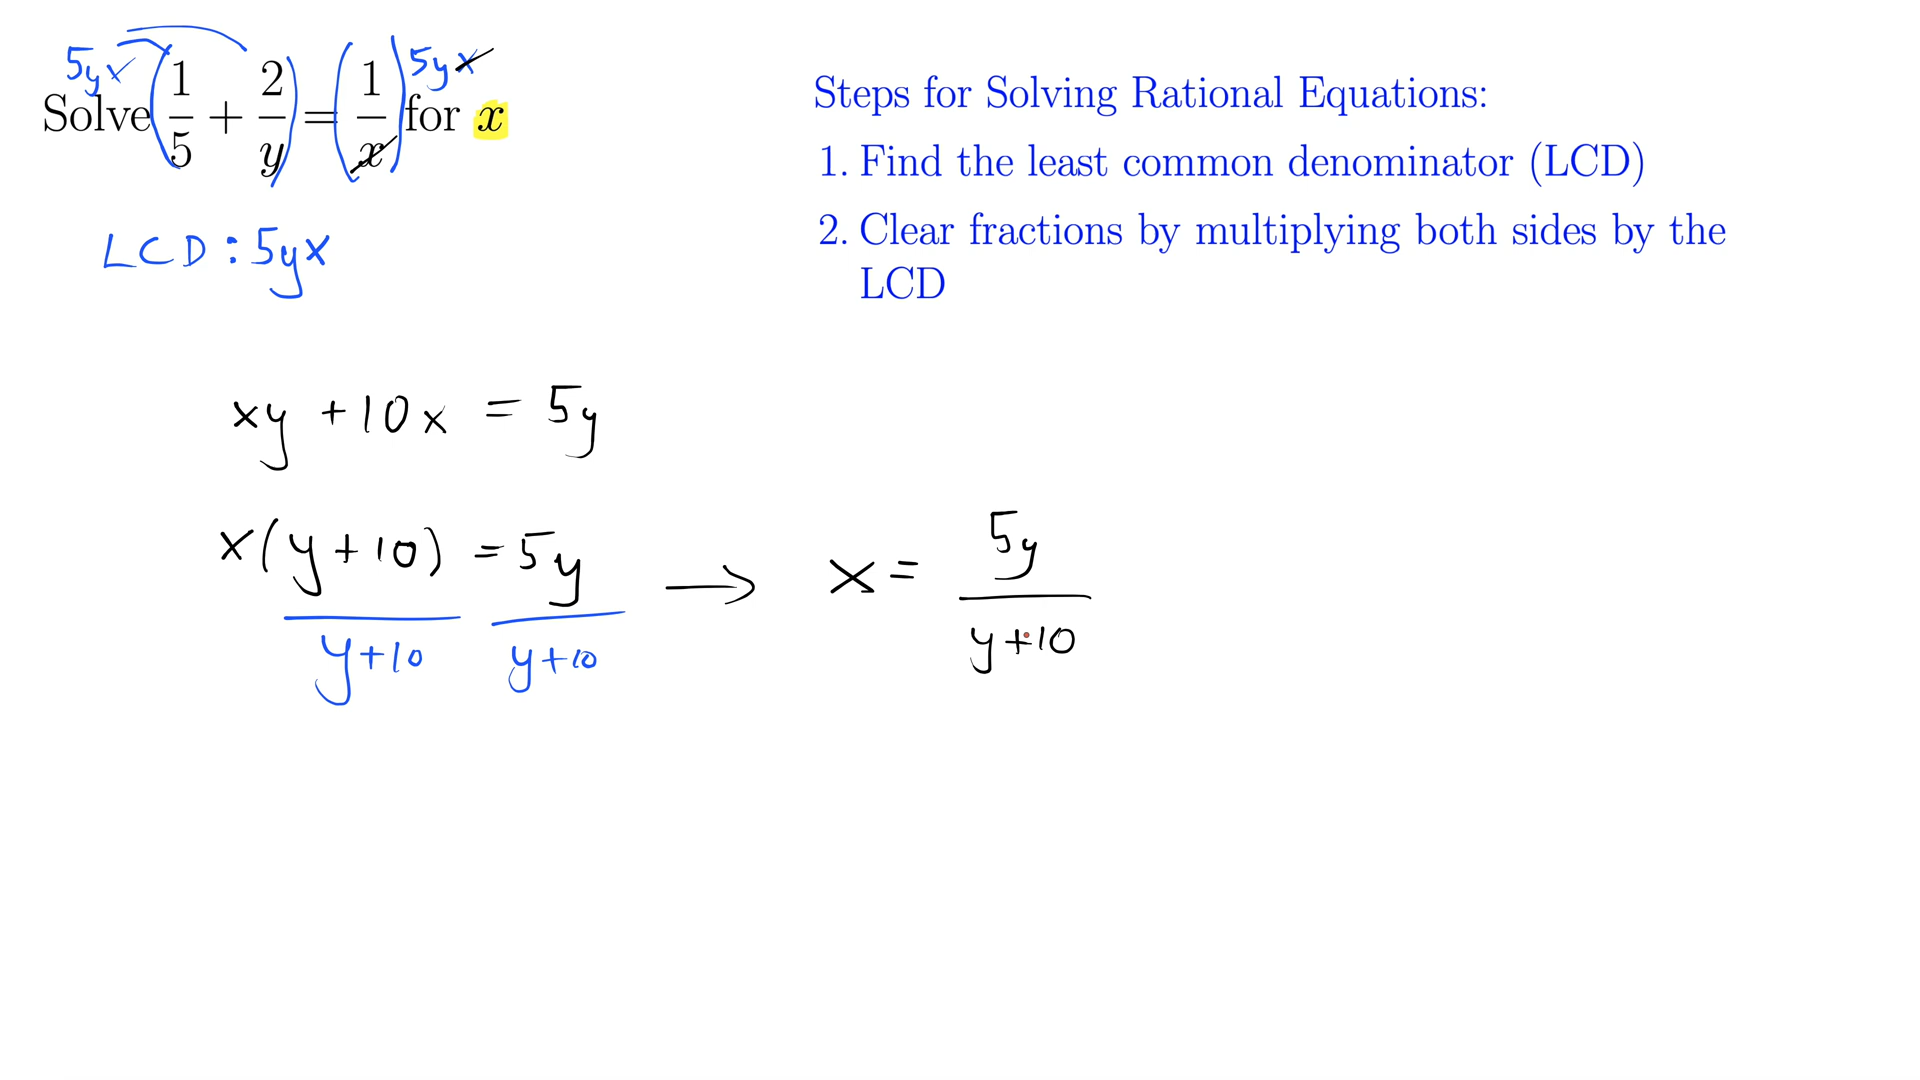 5yx 5yx
Solve (1/5 + 2/y) = (1/x) for x
LCD: 5yx
xy + 10x = 5y
x(y + 10) = 5y → x = 5y/(y + 10)
y + 10 y + 10
Steps for Solving Rational Equations:
1. Find the least common denominator (LCD)
2. Clear fractions by multiplying both sides by the
LCD